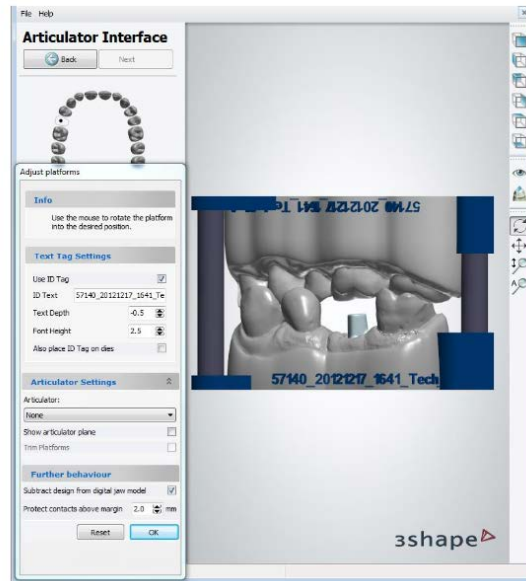 File Help
Articulator Interface
Back Next
Adjust platforms
Info
Use the mouse to rotate the platform
into the desired position.
Text Tag Settings
Use ID Tag
ID Text 57140_20121217_1641_Te
Text Depth -0.5
Font Height 2.5
Also place ID Tag on dies
Articulator Settings
Articulator:
None
Show articulator plane
Trim Platforms
Further behaviour
Subtract design from digital jaw model
Protect contacts above margin 2.0 mm
Reset OK
57140_20121217_1641_Tech_
3shape